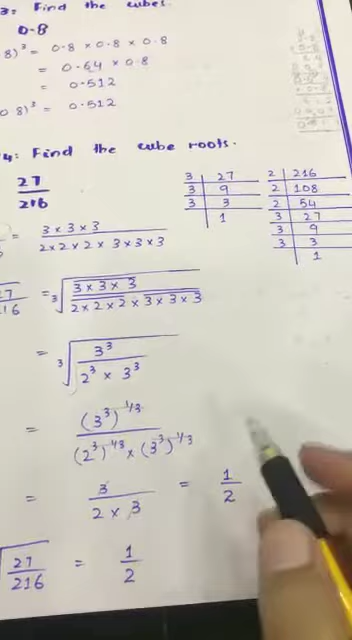 3: Find the cubes
0.8
8)³ = 0.8 × 0.8 × 0.8
= 0.64 × 0.8
= 0.512
0.8)³ = 0.512
4: Find the cube roots.
27/216
3 | 27
3 | 9
3 | 3
| 1
2 | 216
2 | 108
2 | 54
3 | 27
3 | 9
3 | 3
| 1
= 3×3×3 / 2×2×2 × 3×3×3
27/216 = ³√(3×3×3 / 2×2×2×3×3×3)
= ³√(3³ / 2³ × 3³)
= (3³)^1/3 / (2³)^1/3 × (3³)^1/3
= 3 / 2 × 3 = 1/2
√(27/216) = 1/2